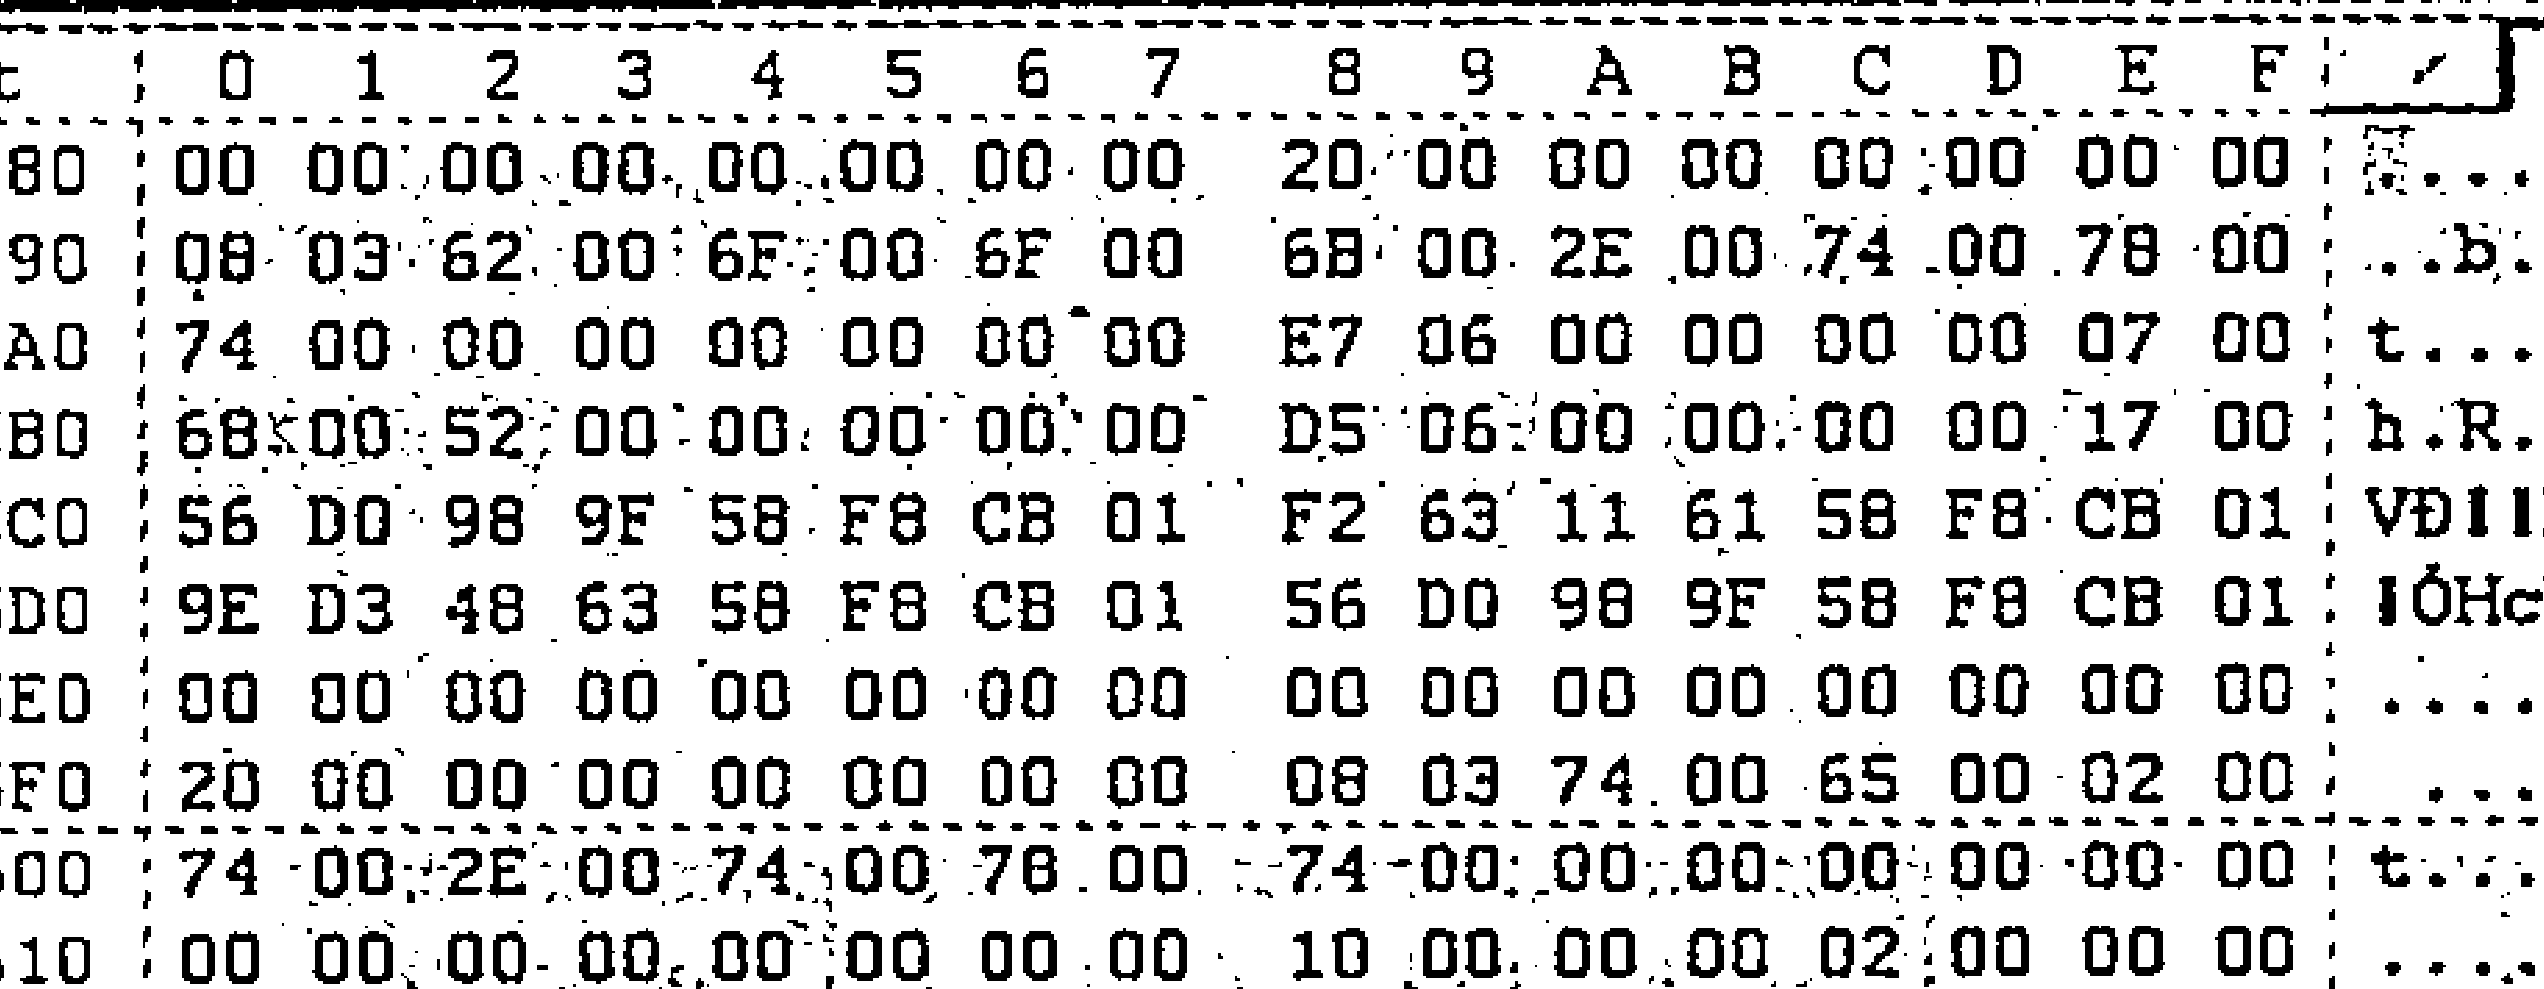 t 0 1 2 3 4 5 6 7 8 9 A B C D E F
80 00 00 00 00 00 00 00 00 20 00 00 00 00 00 00 00 ....
90 08 03 62 00 6F 00 6F 00 6B 00 2E 00 74 00 78 00 ..b.
A0 74 00 00 00 00 00 00 00 E7 06 00 00 00 00 07 00 t...
B0 68 00 52 00 00 00 00 00 D5 06 00 00 00 00 17 00 h.R.
C0 56 D0 98 9F 58 F8 CB 01 F2 63 11 61 58 F8 CB 01 VÐ
D0 9E D3 48 63 58 F8 CB 01 56 D0 98 9F 58 F8 CB 01 ÓHc
E0 00 00 00 00 00 00 00 00 00 00 00 00 00 00 00 00 ....
F0 20 00 00 00 00 00 00 00 08 03 74 00 65 00 02 00 ...
00 74 00 2E 00 74 00 78 00 74 00 00 00 00 00 00 00 t...
10 00 00 00 00 00 00 00 00 10 00 00 00 02 00 00 00 ....